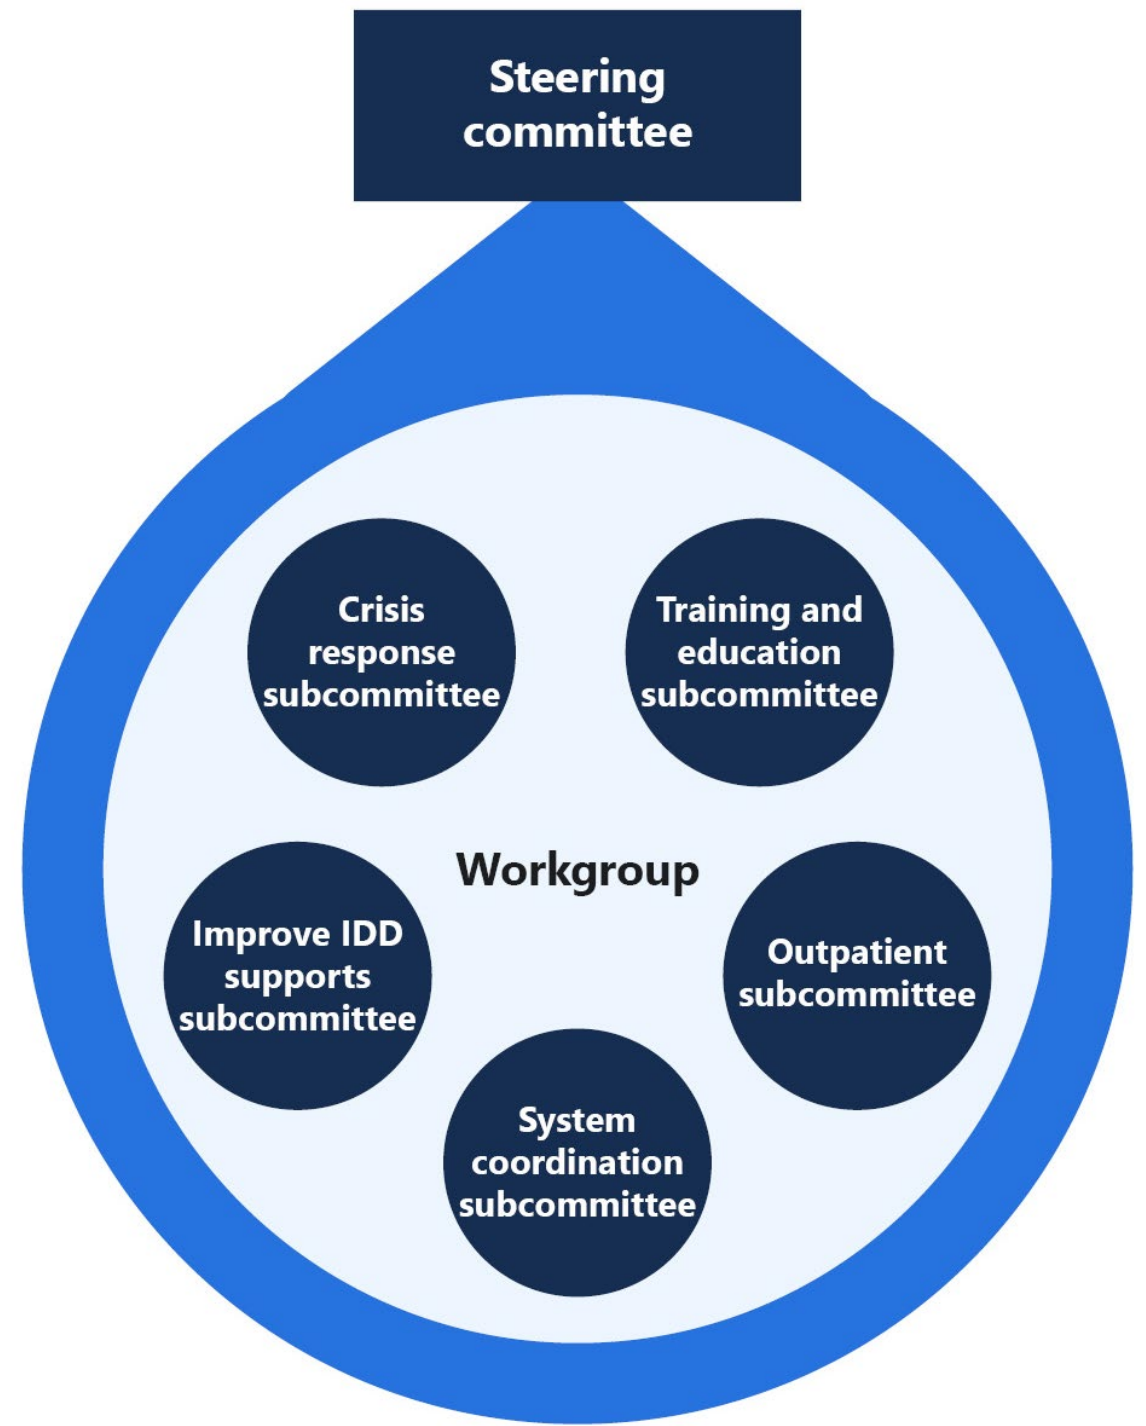 Steering
committee
Crisis
response
subcommittee
Training and
education
subcommittee
Workgroup
Improve IDD
supports
subcommittee
Outpatient
subcommittee
System
coordination
subcommittee